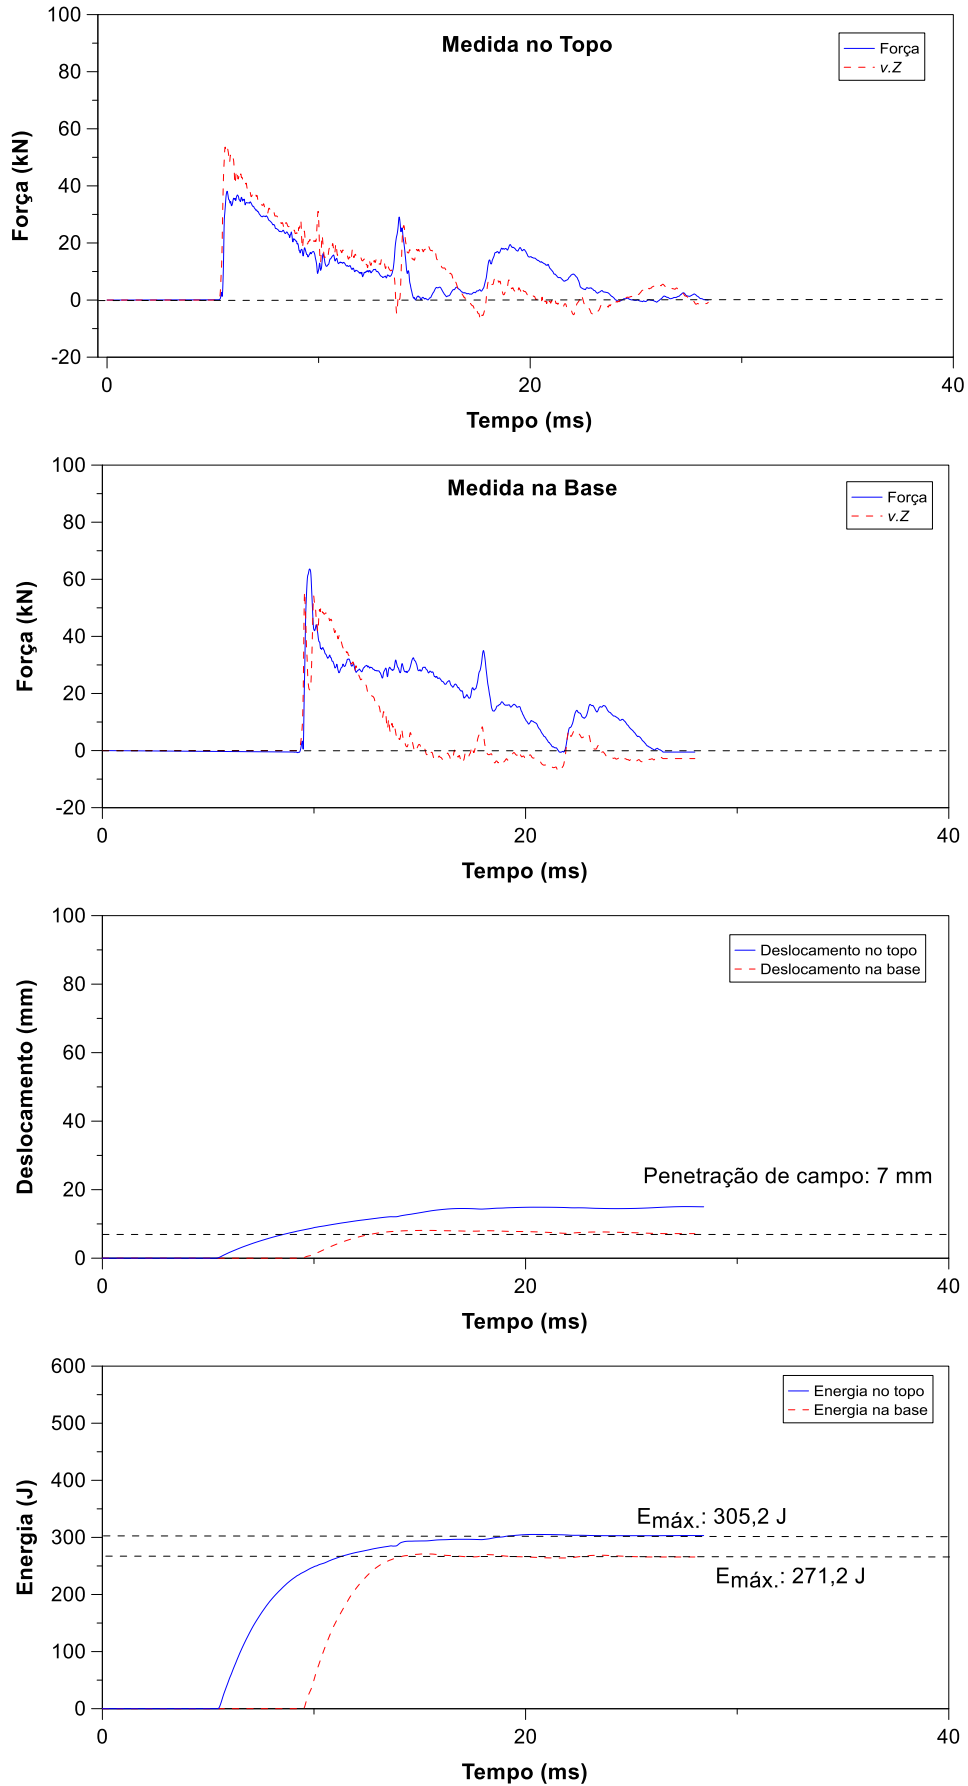 100
Medida no Topo
Força
v.Z
80
60
40
20
0
-20
Força (kN)
0
20
40
Tempo (ms)
100
Medida na Base
Força
v.Z
80
60
40
20
0
-20
Força (kN)
0
20
40
Tempo (ms)
100
Deslocamento no topo
Deslocamento na base
80
60
40
20
0
Deslocamento (mm)
Penetração de campo: 7 mm
0
20
40
Tempo (ms)
600
Energia no topo
Energia na base
500
400
300
200
100
0
Energia (J)
Emáx.: 305,2 J
Emáx.: 271,2 J
0
20
40
Tempo (ms)